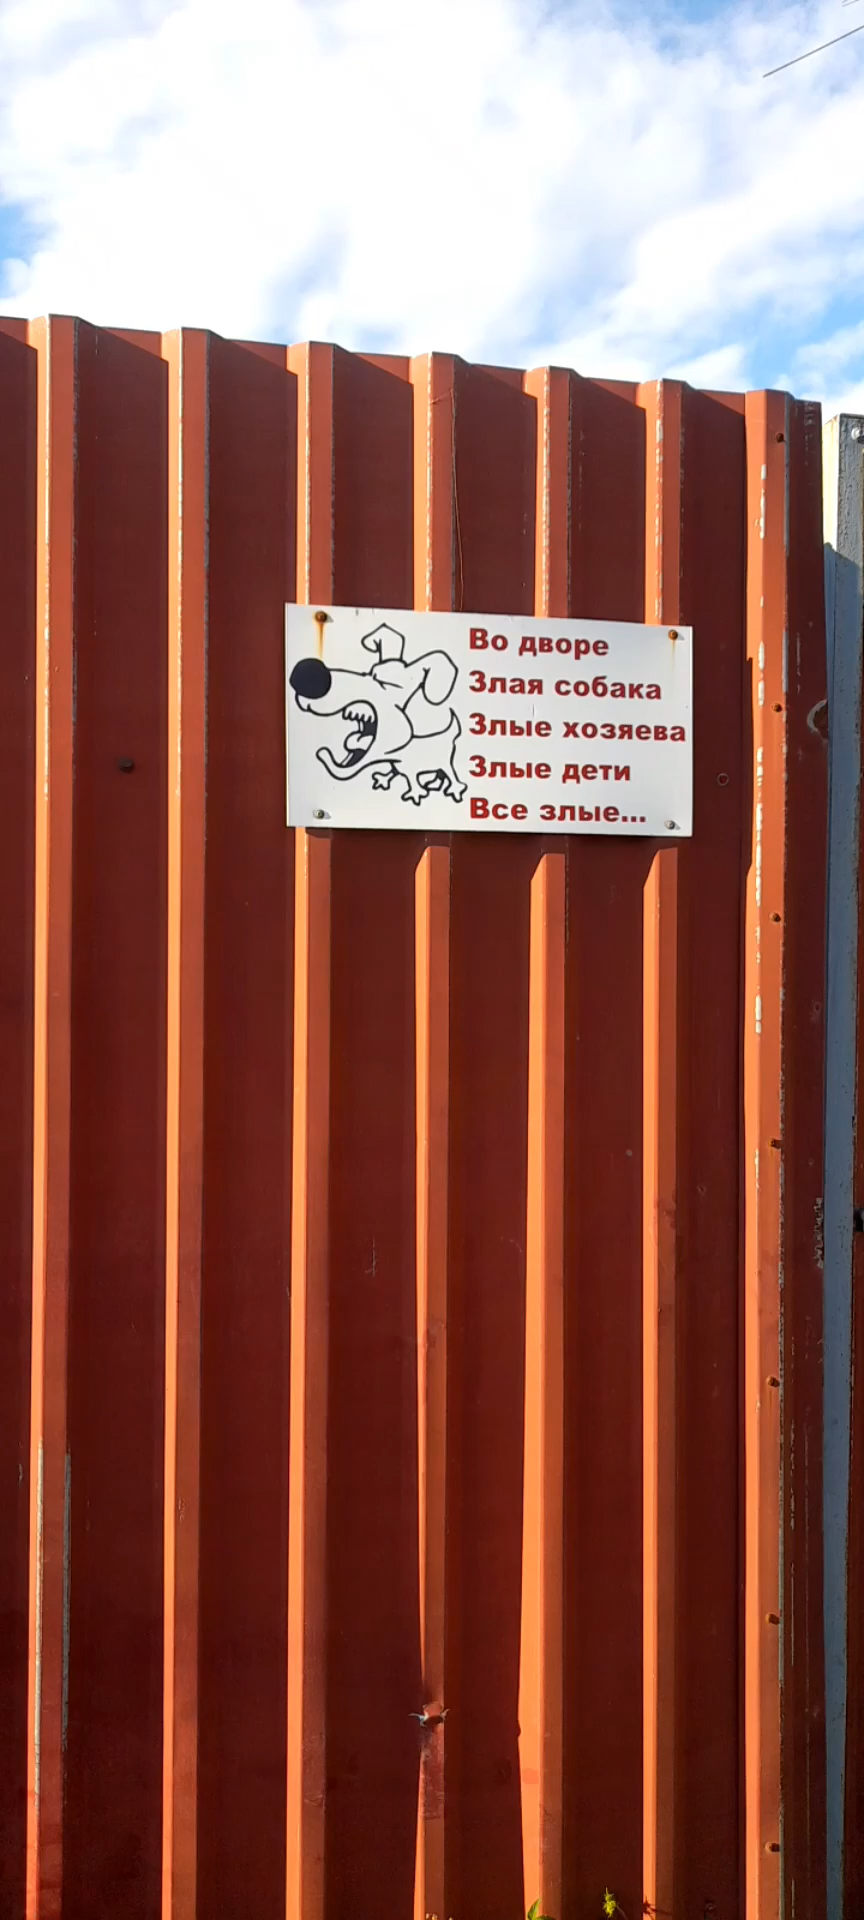 Во дворе
Злая собака
Злые хозяева
Злые дети
Все злые...